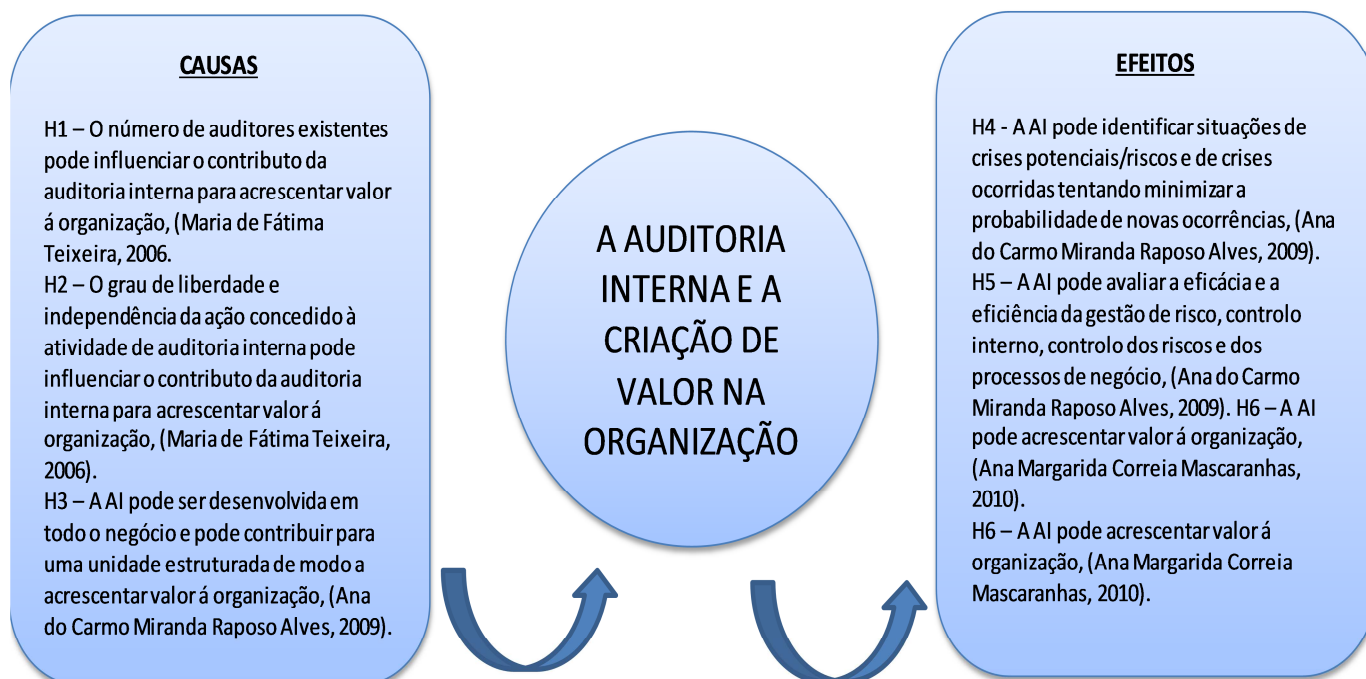 CAUSAS
H1 – O número de auditores existentes
pode influenciar o contributo da
auditoria interna para acrescentar valor
á organização, (Maria de Fátima
Teixeira, 2006.
H2 – O grau de liberdade e
independência da ação concedido à
atividade de auditoria interna pode
influenciar o contributo da auditoria
interna para acrescentar valor á
organização, (Maria de Fátima Teixeira,
2006).
H3 – A AI pode ser desenvolvida em
todo o negócio e pode contribuir para
uma unidade estruturada de modo a
acrescentar valor á organização, (Ana
do Carmo Miranda Raposo Alves, 2009).
A AUDITORIA
INTERNA E A
CRIAÇÃO DE
VALOR NA
ORGANIZAÇÃO
EFEITOS
H4 - A AI pode identificar situações de
crises potenciais/riscos e de crises
ocorridas tentando minimizar a
probabilidade de novas ocorrências, (Ana
do Carmo Miranda Raposo Alves, 2009).
H5 – A AI pode avaliar a eficácia e a
eficiência da gestão de risco, controlo
interno, controlo dos riscos e dos
processos de negócio, (Ana do Carmo
Miranda Raposo Alves, 2009). H6 – A AI
pode acrescentar valor á organização,
(Ana Margarida Correia Mascaranhas,
2010).
H6 – A AI pode acrescentar valor á
organização, (Ana Margarida Correia
Mascaranhas, 2010).